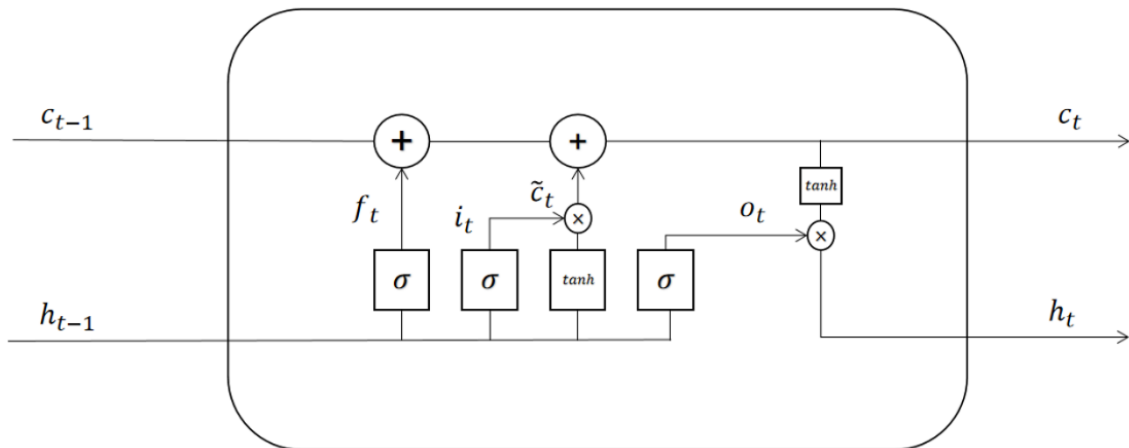 c_{t-1} c_t
+ +
tanh
f_t i_t c̃_t × o_t ×
σ σ tanh σ
h_{t-1} h_t